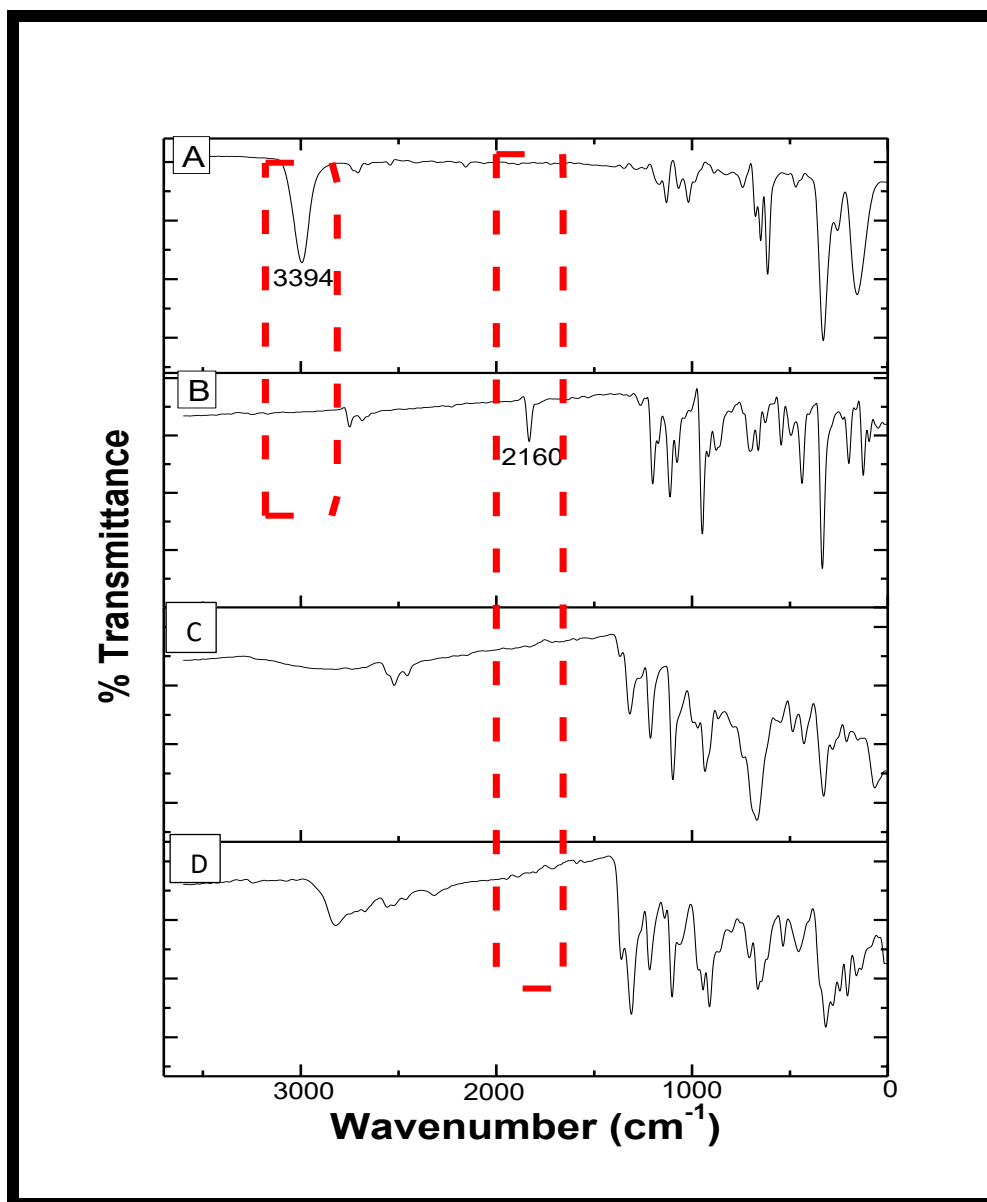 A
3394
B
2160
C
D
% Transmittance
3000
2000
1000
0
Wavenumber (cm⁻¹)